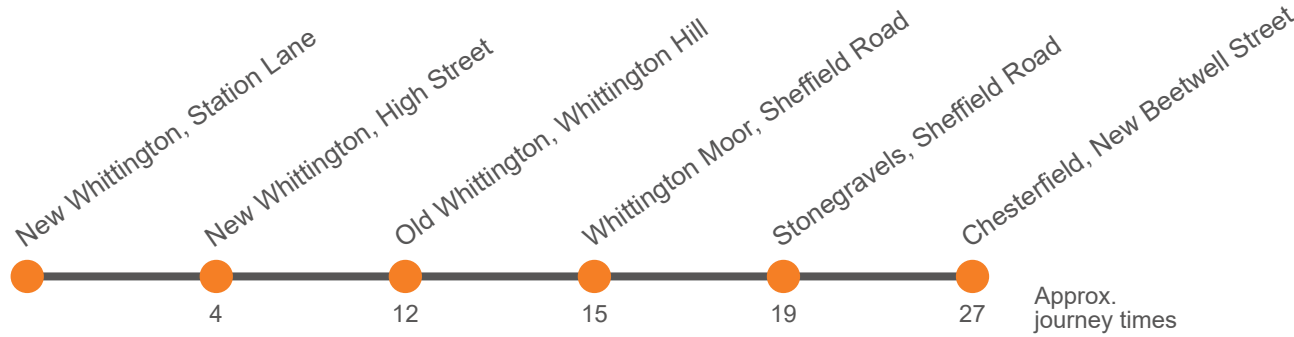 New Whittington, Station Lane
New Whittington, High Street
Old Whittington, Whittington Hill
Whittington Moor, Sheffield Road
Stonegravels, Sheffield Road
Chesterfield, New Beetwell Street
4
12
15
19
27
Approx.
journey times